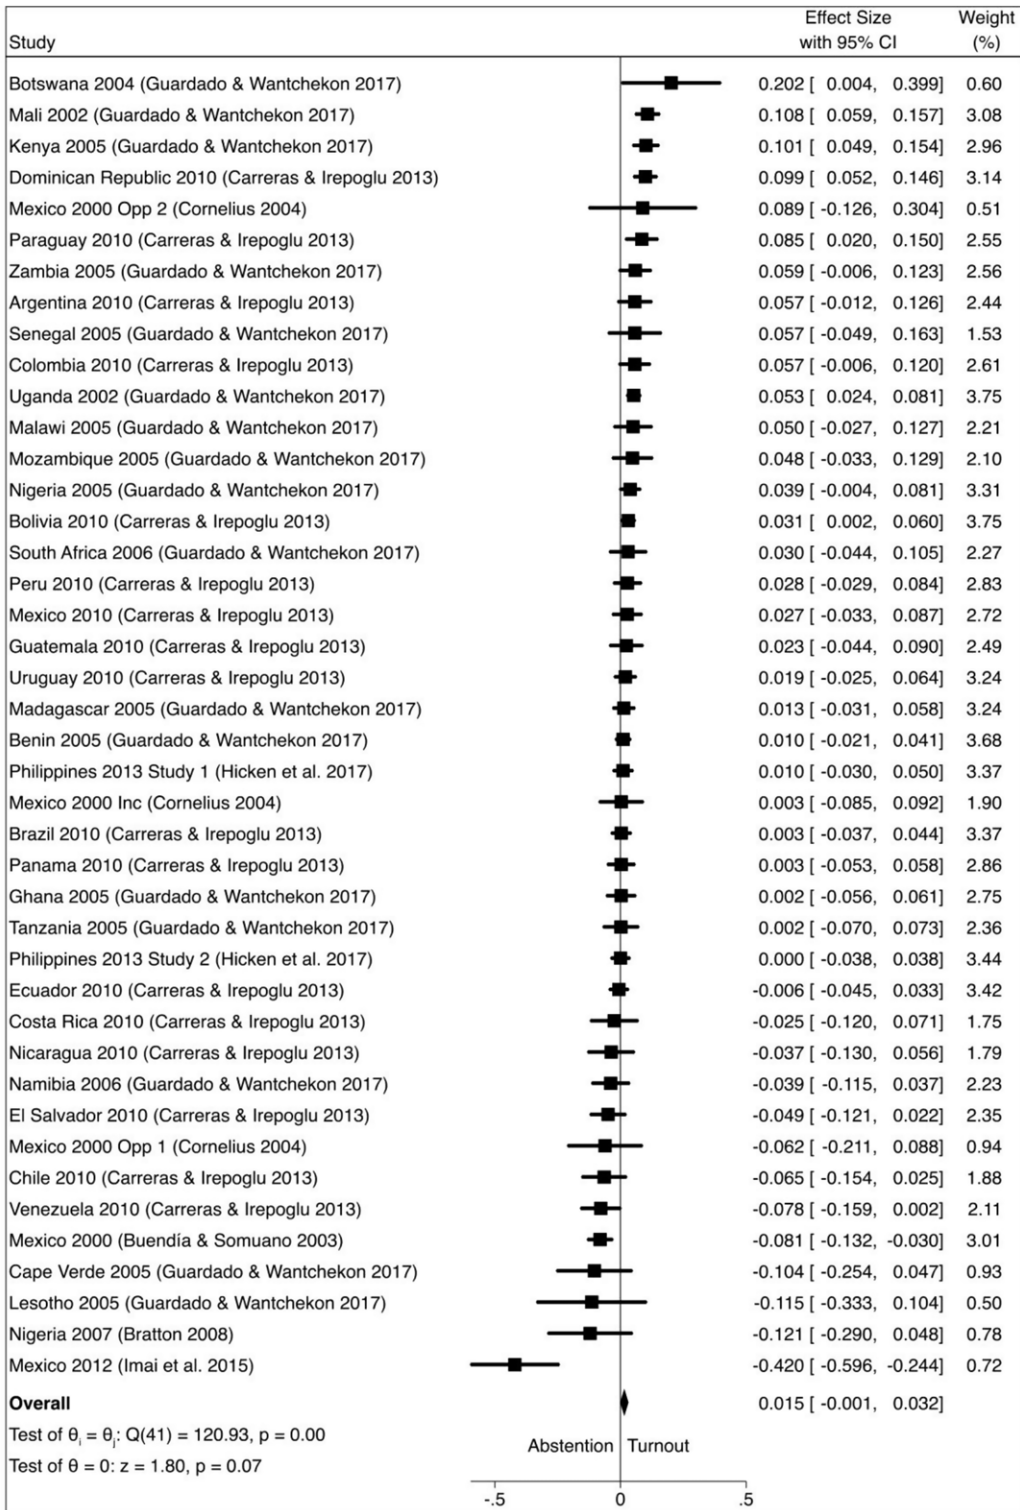 Effect Size Weight
Study with 95% CI (%)
Botswana 2004 (Guardado & Wantchekon 2017) 0.202 [ 0.004, 0.399] 0.60
Mali 2002 (Guardado & Wantchekon 2017) 0.108 [ 0.059, 0.157] 3.08
Kenya 2005 (Guardado & Wantchekon 2017) 0.101 [ 0.049, 0.154] 2.96
Dominican Republic 2010 (Carreras & Irepoglu 2013) 0.099 [ 0.052, 0.146] 3.14
Mexico 2000 Opp 2 (Cornelius 2004) 0.089 [ -0.126, 0.304] 0.51
Paraguay 2010 (Carreras & Irepoglu 2013) 0.085 [ 0.020, 0.150] 2.55
Zambia 2005 (Guardado & Wantchekon 2017) 0.059 [ -0.006, 0.123] 2.56
Argentina 2010 (Carreras & Irepoglu 2013) 0.057 [ -0.012, 0.126] 2.44
Senegal 2005 (Guardado & Wantchekon 2017) 0.057 [ -0.049, 0.163] 1.53
Colombia 2010 (Carreras & Irepoglu 2013) 0.057 [ -0.006, 0.120] 2.61
Uganda 2002 (Guardado & Wantchekon 2017) 0.053 [ 0.024, 0.081] 3.75
Malawi 2005 (Guardado & Wantchekon 2017) 0.050 [ -0.027, 0.127] 2.21
Mozambique 2005 (Guardado & Wantchekon 2017) 0.048 [ -0.033, 0.129] 2.10
Nigeria 2005 (Guardado & Wantchekon 2017) 0.039 [ -0.004, 0.081] 3.31
Bolivia 2010 (Carreras & Irepoglu 2013) 0.031 [ 0.002, 0.060] 3.75
South Africa 2006 (Guardado & Wantchekon 2017) 0.030 [ -0.044, 0.105] 2.27
Peru 2010 (Carreras & Irepoglu 2013) 0.028 [ -0.029, 0.084] 2.83
Mexico 2010 (Carreras & Irepoglu 2013) 0.027 [ -0.033, 0.087] 2.72
Guatemala 2010 (Carreras & Irepoglu 2013) 0.023 [ -0.044, 0.090] 2.49
Uruguay 2010 (Carreras & Irepoglu 2013) 0.019 [ -0.025, 0.064] 3.24
Madagascar 2005 (Guardado & Wantchekon 2017) 0.013 [ -0.031, 0.058] 3.24
Benin 2005 (Guardado & Wantchekon 2017) 0.010 [ -0.021, 0.041] 3.68
Philippines 2013 Study 1 (Hicken et al. 2017) 0.010 [ -0.030, 0.050] 3.37
Mexico 2000 Inc (Cornelius 2004) 0.003 [ -0.085, 0.092] 1.90
Brazil 2010 (Carreras & Irepoglu 2013) 0.003 [ -0.037, 0.044] 3.37
Panama 2010 (Carreras & Irepoglu 2013) 0.003 [ -0.053, 0.058] 2.86
Ghana 2005 (Guardado & Wantchekon 2017) 0.002 [ -0.056, 0.061] 2.75
Tanzania 2005 (Guardado & Wantchekon 2017) 0.002 [ -0.070, 0.073] 2.36
Philippines 2013 Study 2 (Hicken et al. 2017) 0.000 [ -0.038, 0.038] 3.44
Ecuador 2010 (Carreras & Irepoglu 2013) -0.006 [ -0.045, 0.033] 3.42
Costa Rica 2010 (Carreras & Irepoglu 2013) -0.025 [ -0.120, 0.071] 1.75
Nicaragua 2010 (Carreras & Irepoglu 2013) -0.037 [ -0.130, 0.056] 1.79
Namibia 2006 (Guardado & Wantchekon 2017) -0.039 [ -0.115, 0.037] 2.23
El Salvador 2010 (Carreras & Irepoglu 2013) -0.049 [ -0.121, 0.022] 2.35
Mexico 2000 Opp 1 (Cornelius 2004) -0.062 [ -0.211, 0.088] 0.94
Chile 2010 (Carreras & Irepoglu 2013) -0.065 [ -0.154, 0.025] 1.88
Venezuela 2010 (Carreras & Irepoglu 2013) -0.078 [ -0.159, 0.002] 2.11
Mexico 2000 (Buendía & Somuano 2003) -0.081 [ -0.132, -0.030] 3.01
Cape Verde 2005 (Guardado & Wantchekon 2017) -0.104 [ -0.254, 0.047] 0.93
Lesotho 2005 (Guardado & Wantchekon 2017) -0.115 [ -0.333, 0.104] 0.50
Nigeria 2007 (Bratton 2008) -0.121 [ -0.290, 0.048] 0.78
Mexico 2012 (Imai et al. 2015) -0.420 [ -0.596, -0.244] 0.72
Overall 0.015 [ -0.001, 0.032]
Test of θᵢ = θⱼ: Q(41) = 120.93, p = 0.00
Abstention Turnout
Test of θ = 0: z = 1.80, p = 0.07
-.5 0 .5